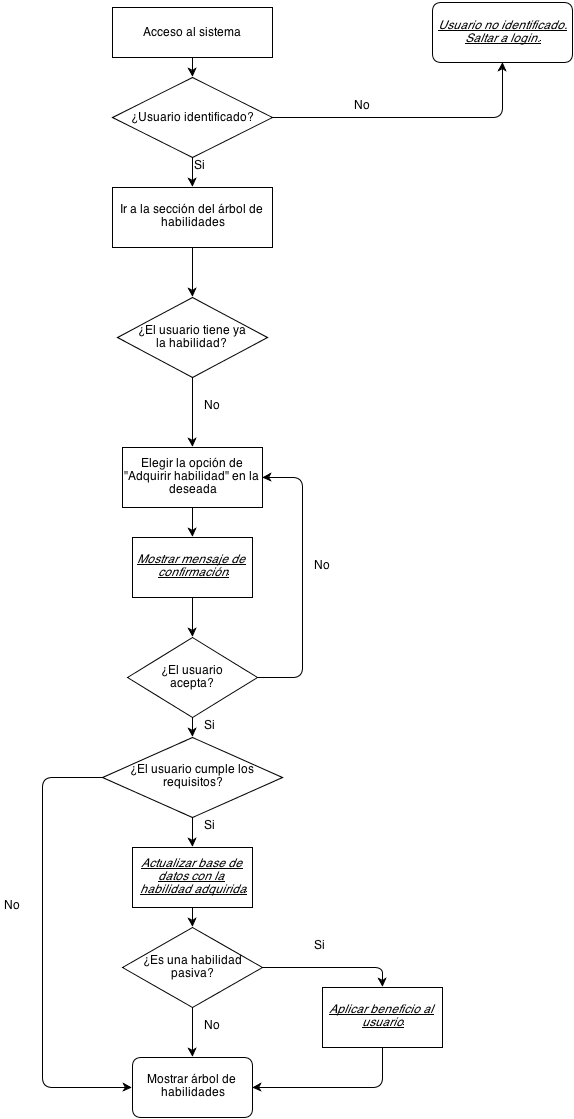 Acceso al sistema
Usuario no identificado.
Saltar a login.
¿Usuario identificado?
No
Si
Ir a la sección del árbol de
habilidades
¿El usuario tiene ya
la habilidad?
No
Elegir la opción de
"Adquirir habilidad" en la
deseada
Mostrar mensaje de
confirmación
No
¿El usuario
acepta?
Si
¿El usuario cumple los
requisitos?
Si
Actualizar base de
datos con la
habilidad adquirida
No
¿Es una habilidad
pasiva?
Si
Aplicar beneficio al
usuario
No
Mostrar árbol de
habilidades